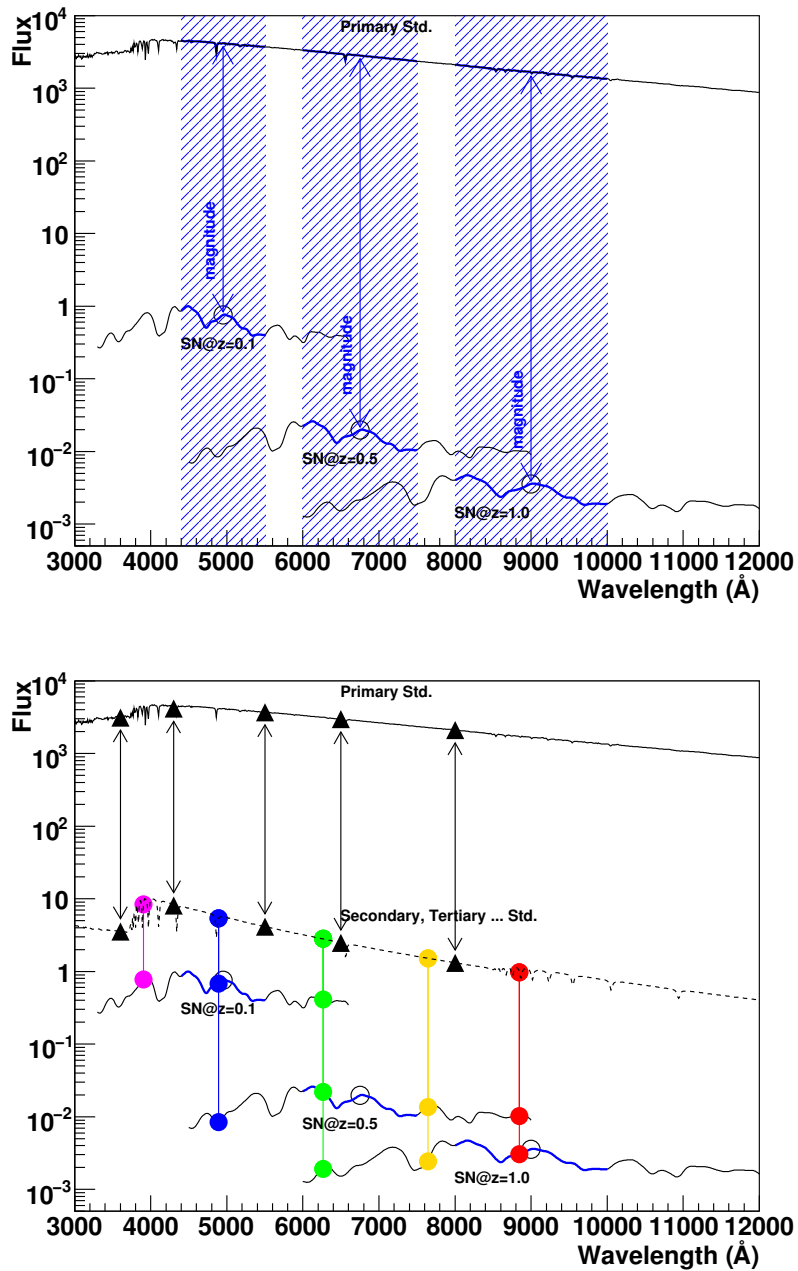 Flux
10^4
10^3
10^2
10
1
10^−1
10^−2
10^−3
Primary Std.
magnitude
magnitude
magnitude
SN@z=0.1
SN@z=0.5
SN@z=1.0
3000 4000 5000 6000 7000 8000 9000 10000 11000 12000
Wavelength (Å)
Flux
10^4
10^3
10^2
10
1
10^−1
10^−2
10^−3
Primary Std.
Secondary, Tertiary ... Std.
SN@z=0.1
SN@z=0.5
SN@z=1.0
3000 4000 5000 6000 7000 8000 9000 10000 11000 12000
Wavelength (Å)